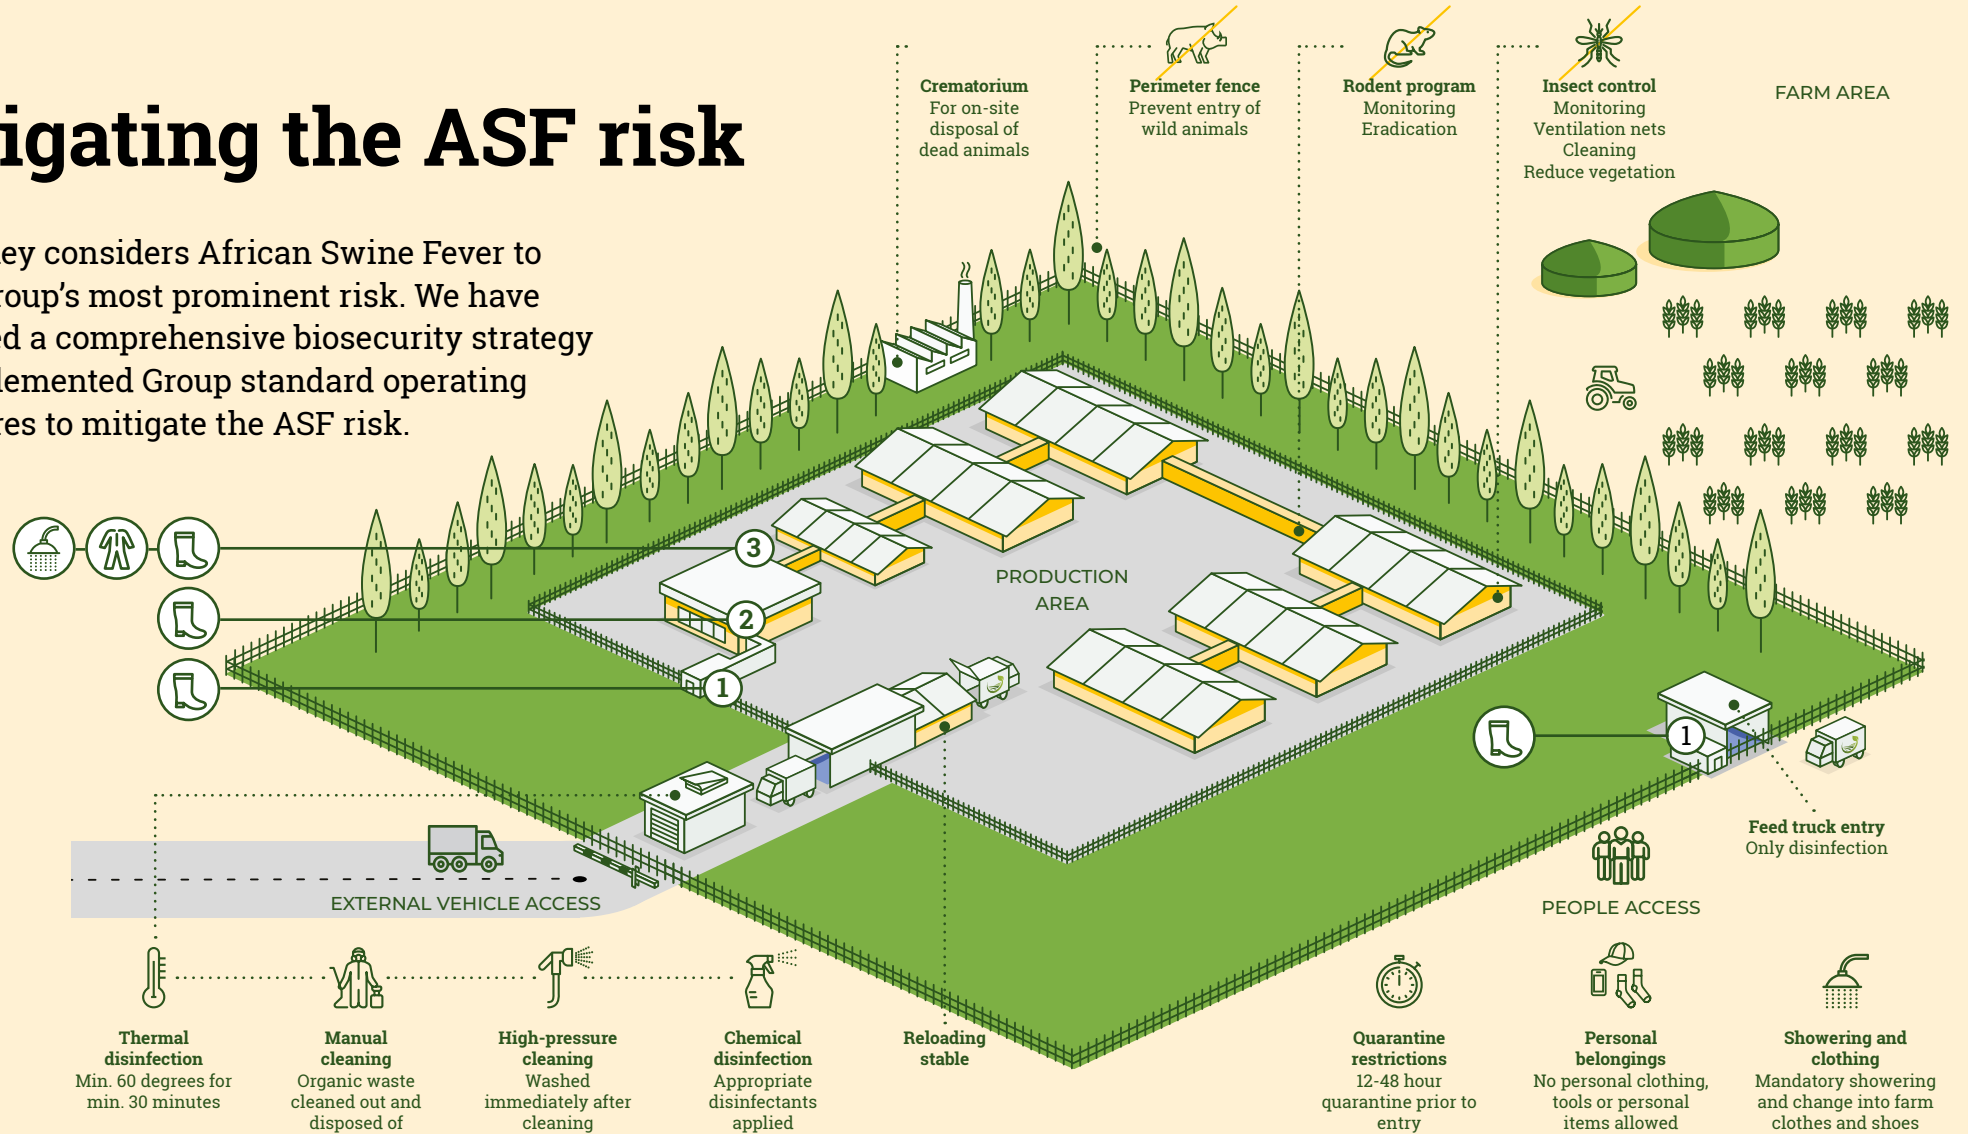 igating the ASF risk
ey considers African Swine Fever to
roup's most prominent risk. We have
ed a comprehensive biosecurity strategy
lemented Group standard operating
res to mitigate the ASF risk.
Crematorium
For on-site
disposal of
dead animals
Perimeter fence
Prevent entry of
wild animals
Rodent program
Monitoring
Eradication
Insect control
Monitoring
Ventilation nets
Cleaning
Reduce vegetation
FARM AREA
3
2
1
PRODUCTION
AREA
1
Feed truck entry
Only disinfection
EXTERNAL VEHICLE ACCESS
PEOPLE ACCESS
Thermal
disinfection
Min. 60 degrees for
min. 30 minutes
Manual
cleaning
Organic waste
cleaned out and
disposed of
High-pressure
cleaning
Washed
immediately after
cleaning
Chemical
disinfection
Appropriate
disinfectants
applied
Reloading
stable
Quarantine
restrictions
12-48 hour
quarantine prior to
entry
Personal
belongings
No personal clothing,
tools or personal
items allowed
Showering and
clothing
Mandatory showering
and change into farm
clothes and shoes